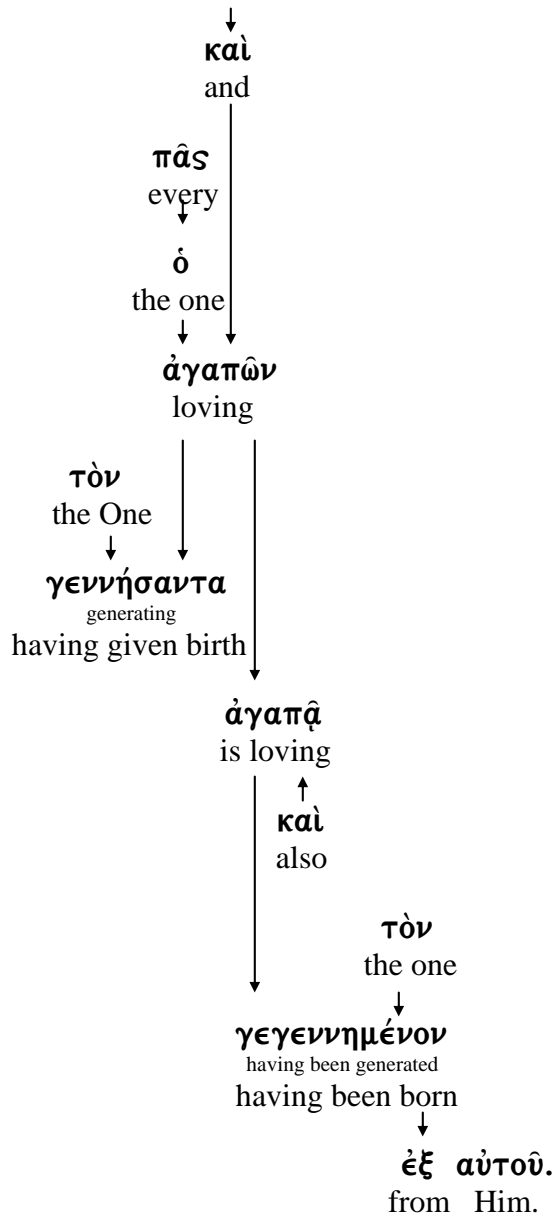 καὶ
and
πᾶς
every
ὁ
the one
ἀγαπῶν
loving
τὸν
the One
γεννήσαντα
generating
having given birth
ἀγαπᾷ
is loving
καὶ
also
τὸν
the one
γεγεννημένον
having been generated
having been born
ἐξ αὐτοῦ.
from Him.